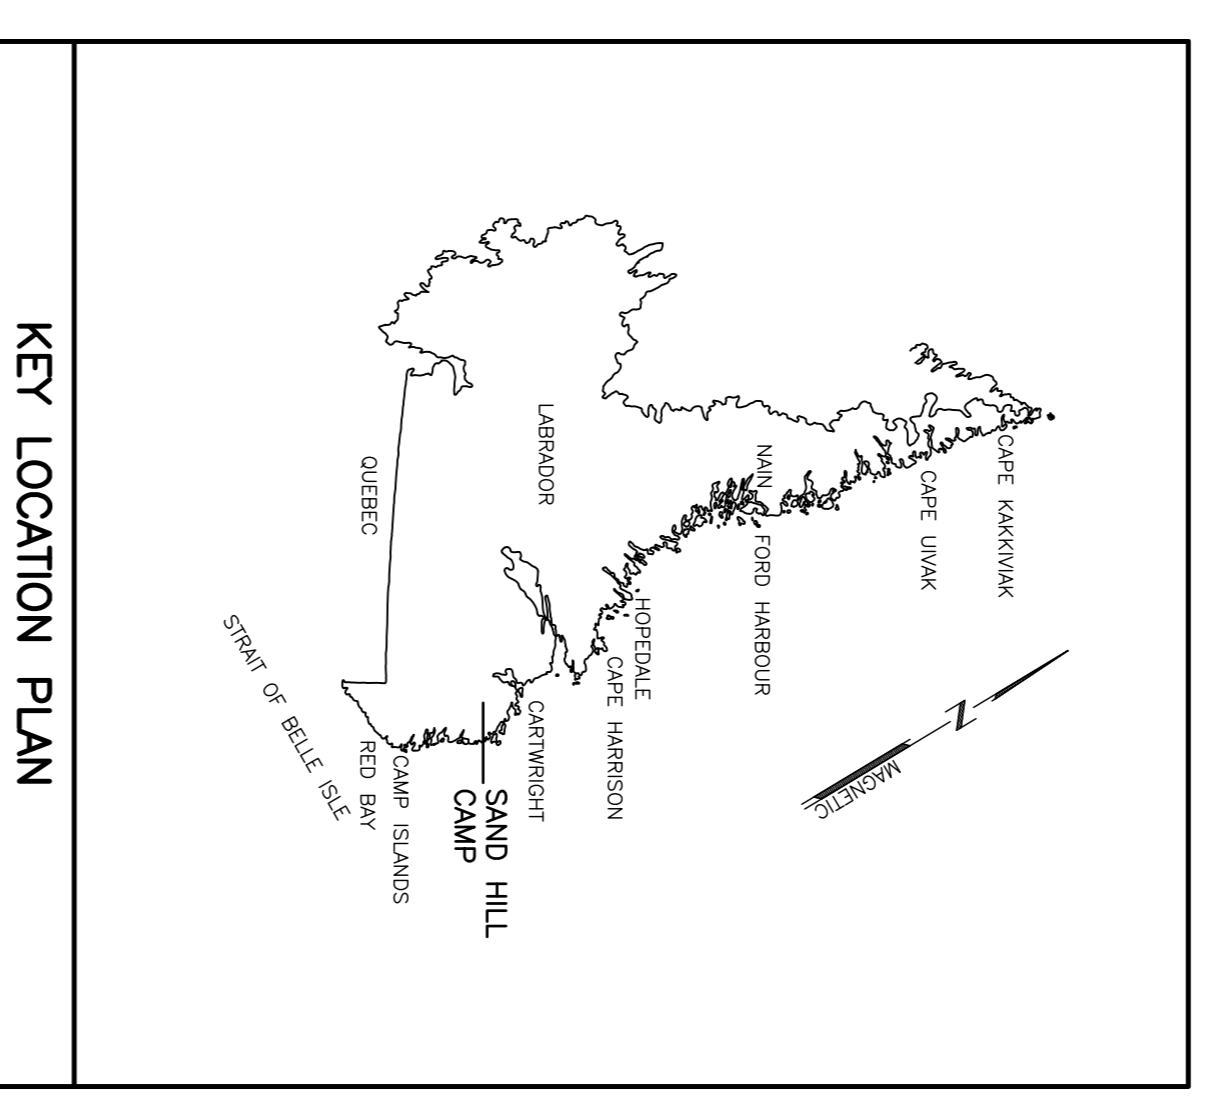 CAPE KAKKIVIAK
CAPE UIVAK
NAIN
FORD HARBOUR
HOPEDALE
CAPE HARRISON
LABRADOR
CARTWRIGHT
SAND HILL
CAMP
CAMP ISLANDS
RED BAY
QUEBEC
STRAIT OF BELLE ISLE
N
MAGNETIC
KEY LOCATION PLAN